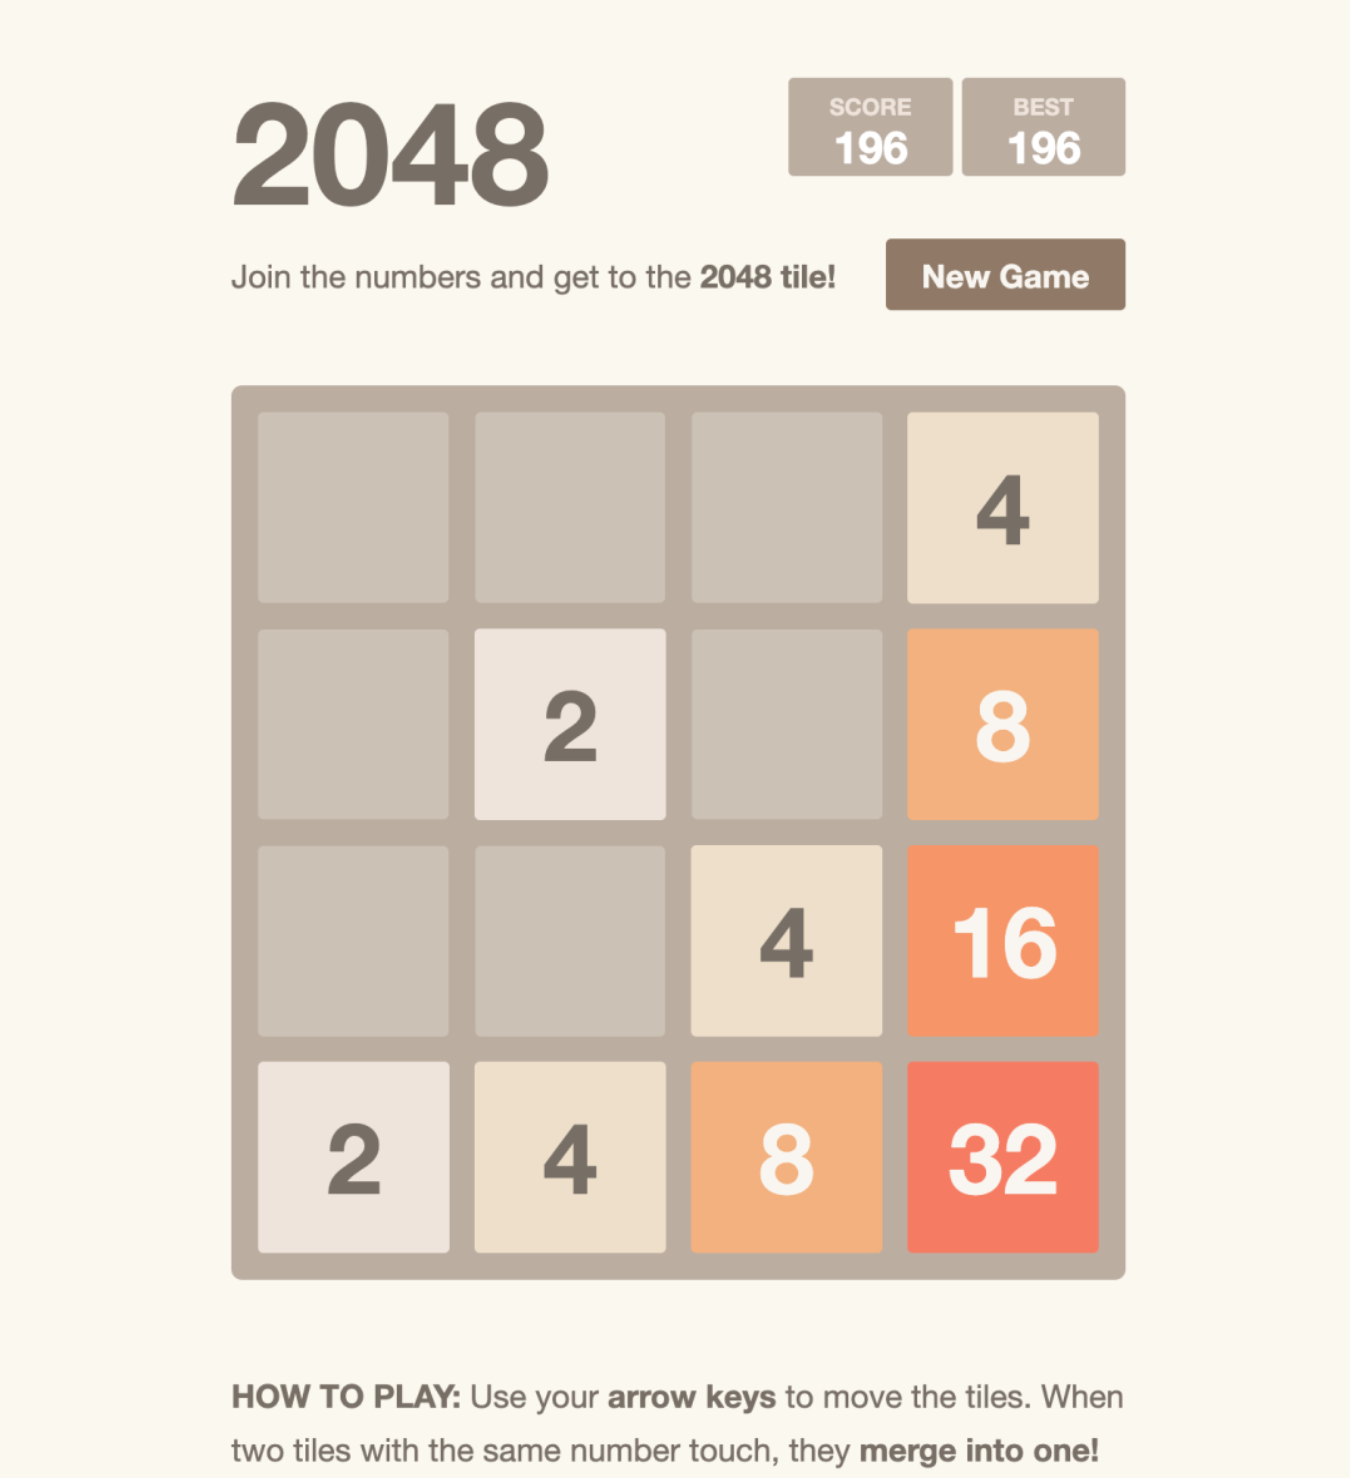 2048
SCORE
196
BEST
196
Join the numbers and get to the 2048 tile!
New Game
4
2
8
4
16
2
4
8
32
HOW TO PLAY: Use your arrow keys to move the tiles. When
two tiles with the same number touch, they merge into one!